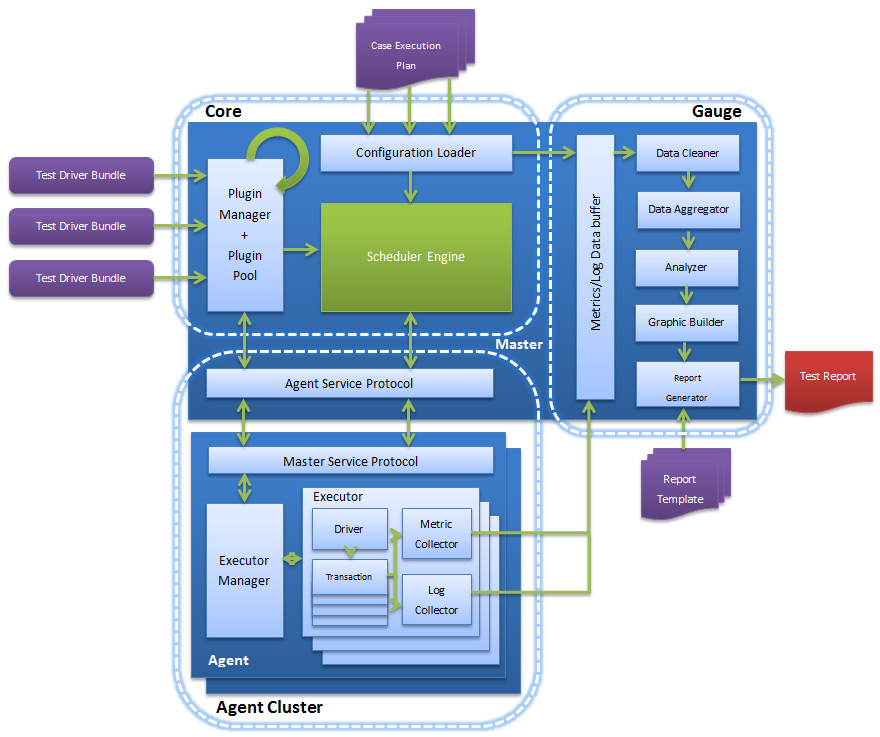 Case Execution
Plan
Core
Gauge
Configuration Loader
Data Cleaner
Test Driver Bundle
Test Driver Bundle
Test Driver Bundle
Plugin
Manager
+
Plugin
Pool
Scheduler Engine
Metrics/Log Data buffer
Data Aggregator
Analyzer
Graphic Builder
Master
Report
Generator
Test Report
Agent Service Protocol
Master Service Protocol
Report
Template
Executor
Driver
Metric
Collector
Executor
Manager
Transaction
Log
Collector
Agent
Agent Cluster